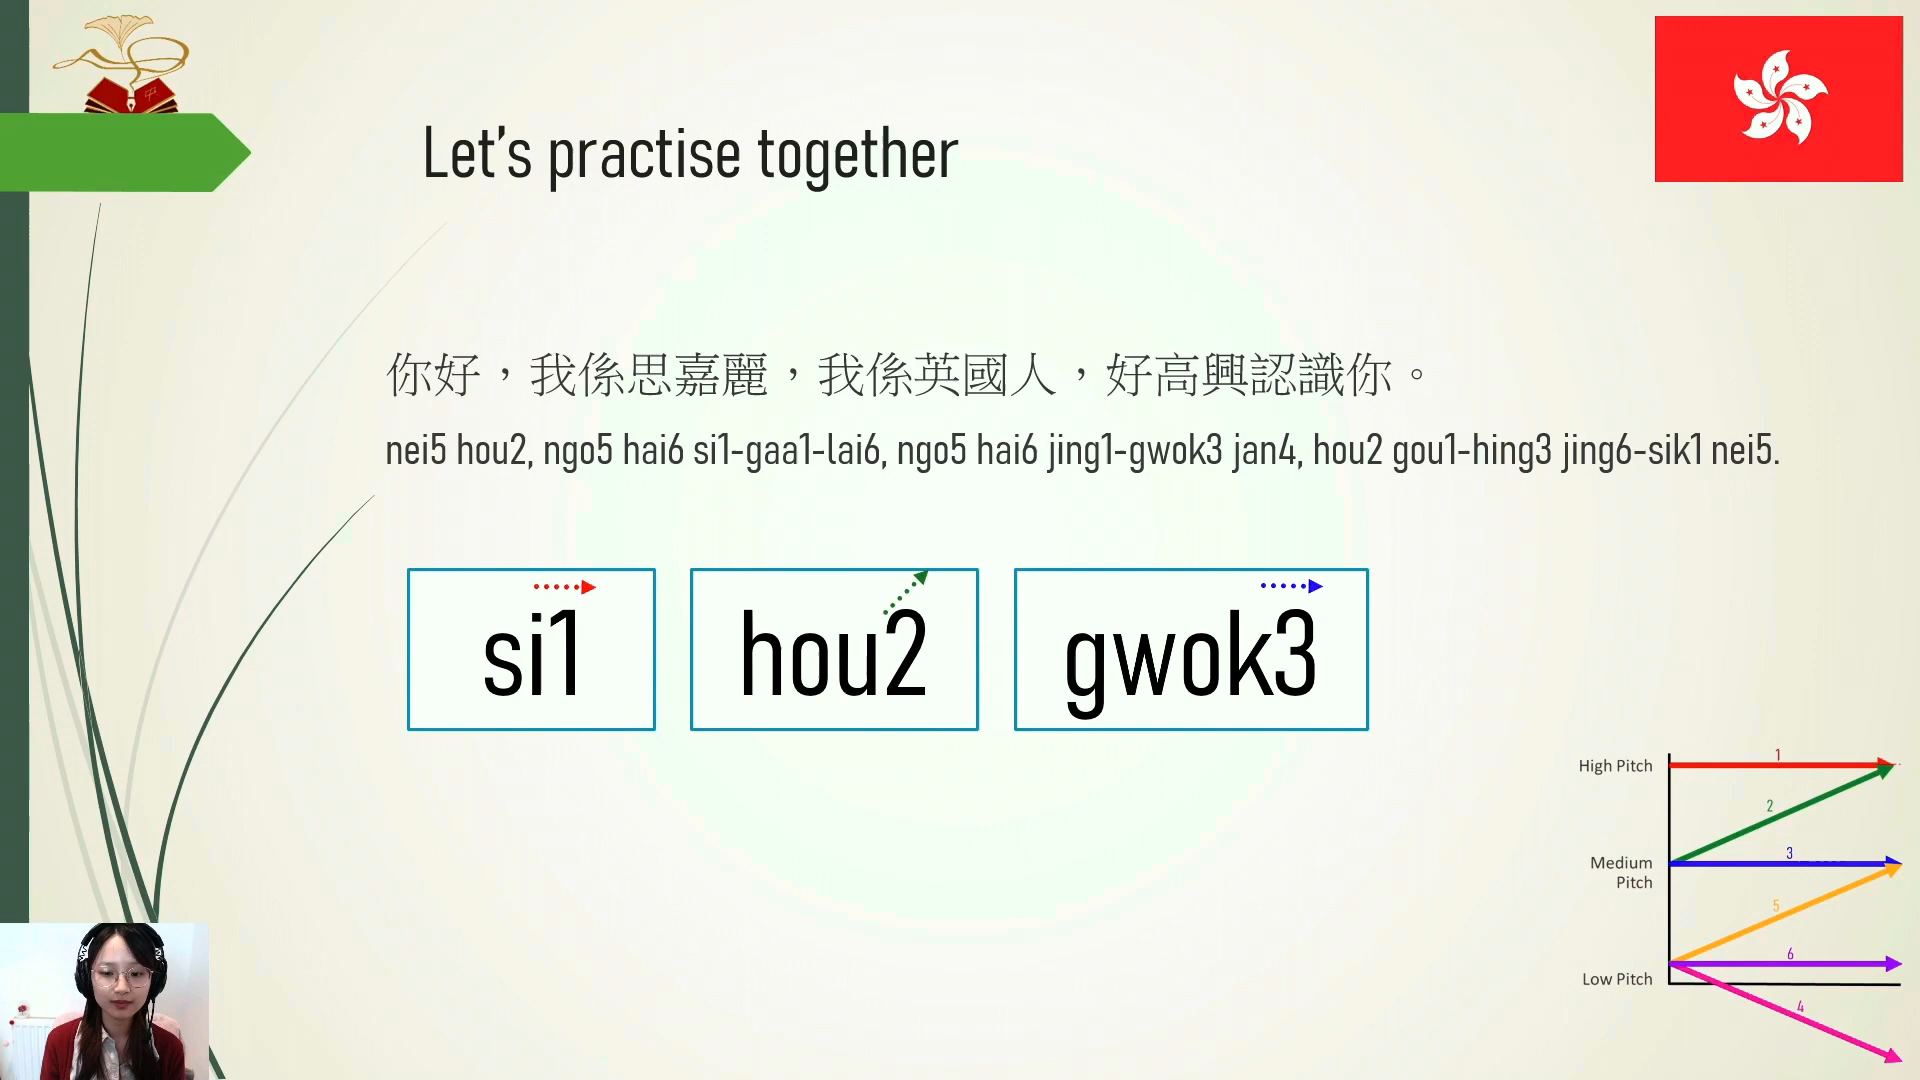 Let's practise together
你好，我係思嘉麗，我係英國人，好高興認識你。
nei5 hou2, ngo5 hai6 si1-gaa1-lai6, ngo5 hai6 jing1-gwok3 jan4, hou2 gou1-hing3 jing6-sik1 nei5.
si1
hou2
gwok3
High Pitch
1
2
Medium
Pitch
3
5
6
Low Pitch
4